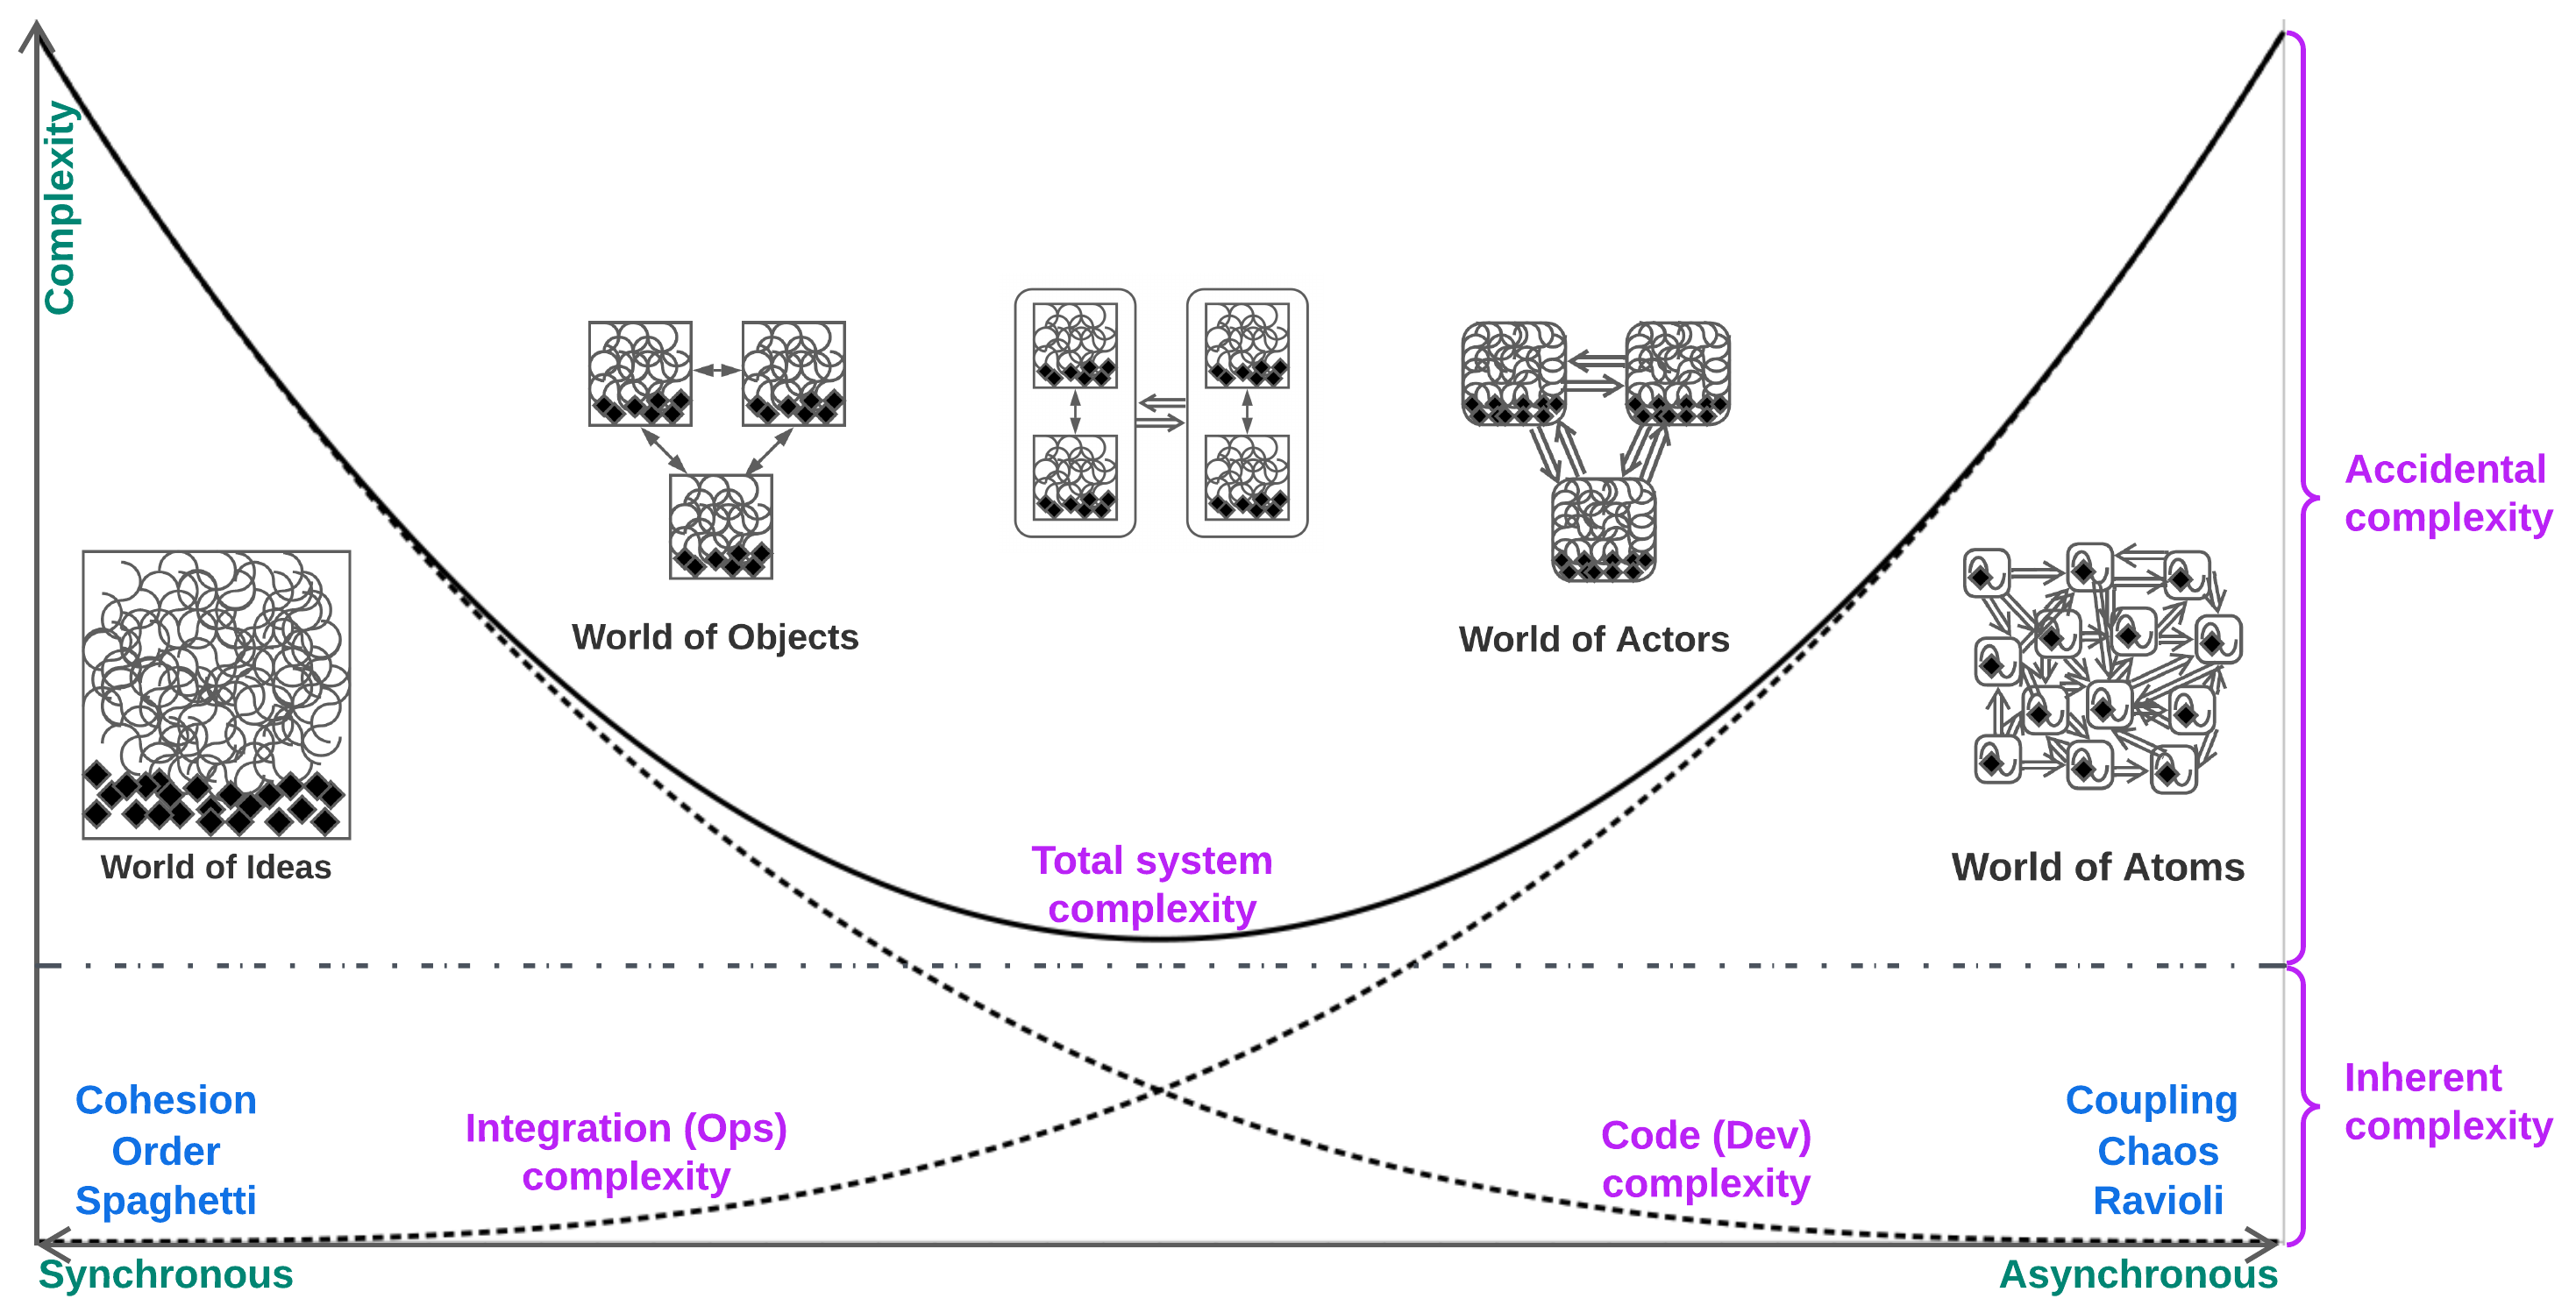 Complexity
World of Ideas
World of Objects
World of Actors
World of Atoms
Total system
complexity
Accidental
complexity
Cohesion
Order
Spaghetti
Integration (Ops)
complexity
Code (Dev)
complexity
Coupling
Chaos
Ravioli
Inherent
complexity
Synchronous
Asynchronous